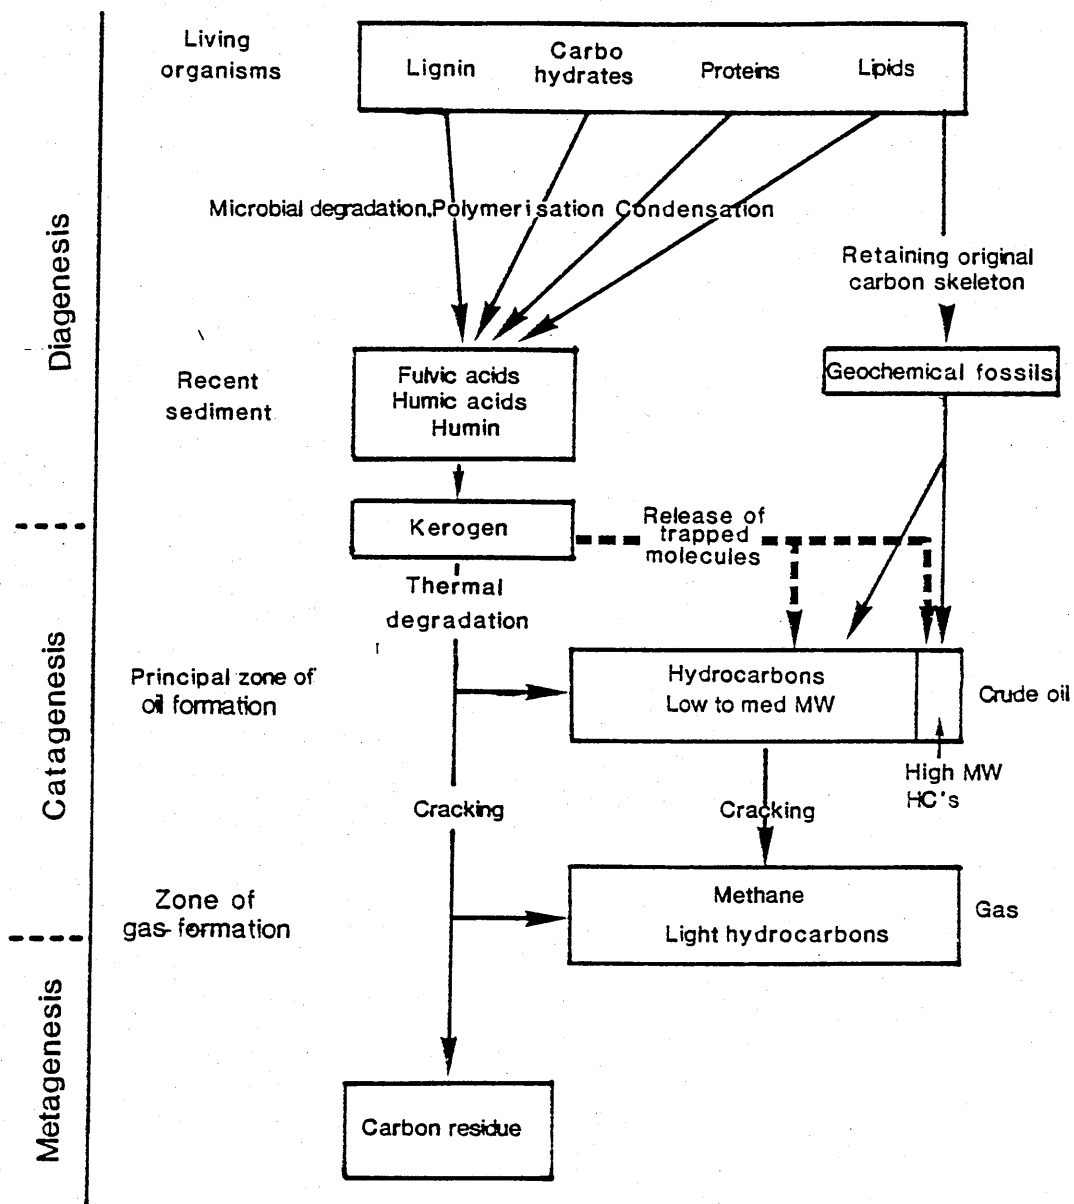 Living
organisms
Lignin
Carbo
hydrates
Proteins
Lipids
Microbial degradation,Polymerisation Condensation
Retaining original
carbon skeleton
Diagenesis
Recent
sediment
Fulvic acids
Humic acids
Humin
Geochemical fossils
Kerogen
Release of
trapped
molecules
Thermal
degradation
Catagenesis
Principal zone of
oil formation
Hydrocarbons
Low to med MW
Crude oil
High MW
HC's
Cracking
Cracking
Zone of
gas formation
Methane
Light hydrocarbons
Gas
Metagenesis
Carbon residue